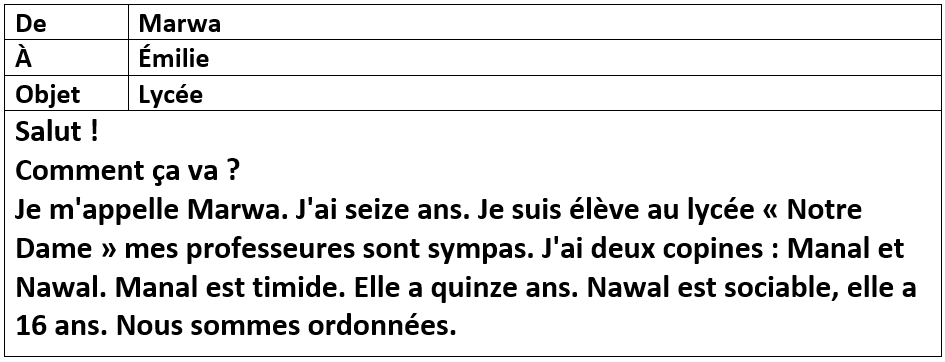 De Marwa
À Émilie
Objet Lycée
Salut !
Comment ça va ?
Je m'appelle Marwa. J'ai seize ans. Je suis élève au lycée « Notre
Dame » mes professeures sont sympas. J'ai deux copines : Manal et
Nawal. Manal est timide. Elle a quinze ans. Nawal est sociable, elle a
16 ans. Nous sommes ordonnées.